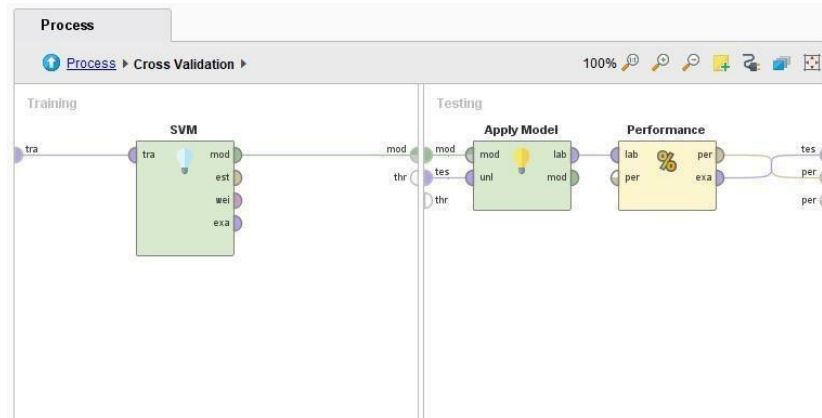 Process
Process ▸ Cross Validation ▸
100%
Training
SVM
tra
tra
mod
est
wei
exa
mod
thr
Testing
mod
tes
thr
Apply Model
mod
unl
lab
mod
Performance
%
lab
per
per
exa
tes
per
per